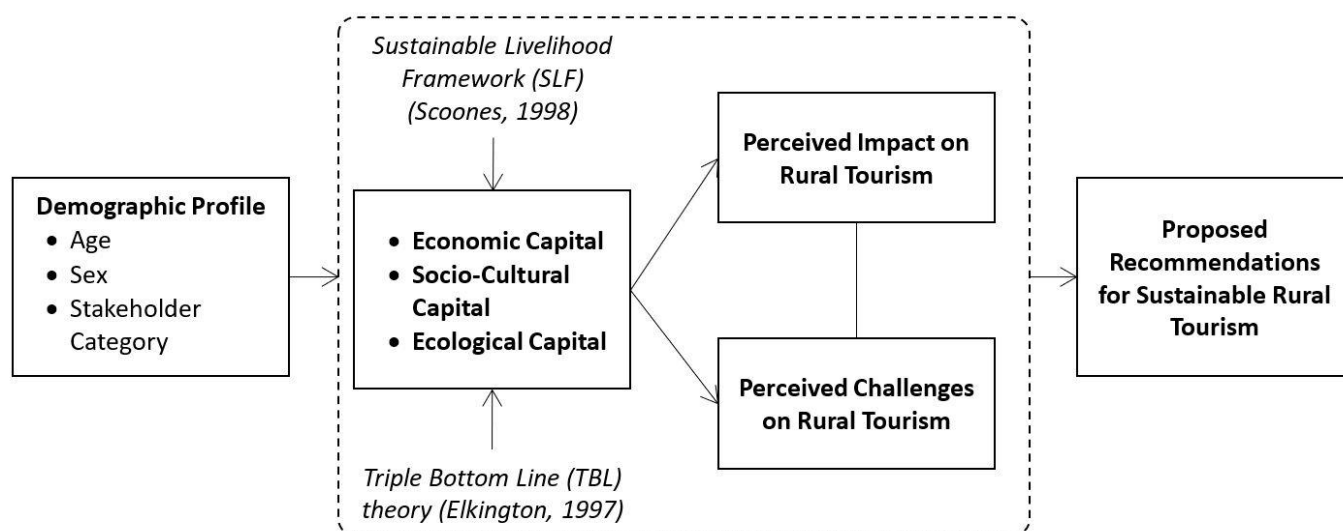 Demographic Profile
• Age
• Sex
• Stakeholder
Category
Sustainable Livelihood
Framework (SLF)
(Scoones, 1998)
• Economic Capital
• Socio-Cultural
Capital
• Ecological Capital
Triple Bottom Line (TBL)
theory (Elkington, 1997)
Perceived Impact on
Rural Tourism
Perceived Challenges
on Rural Tourism
Proposed
Recommendations
for Sustainable Rural
Tourism